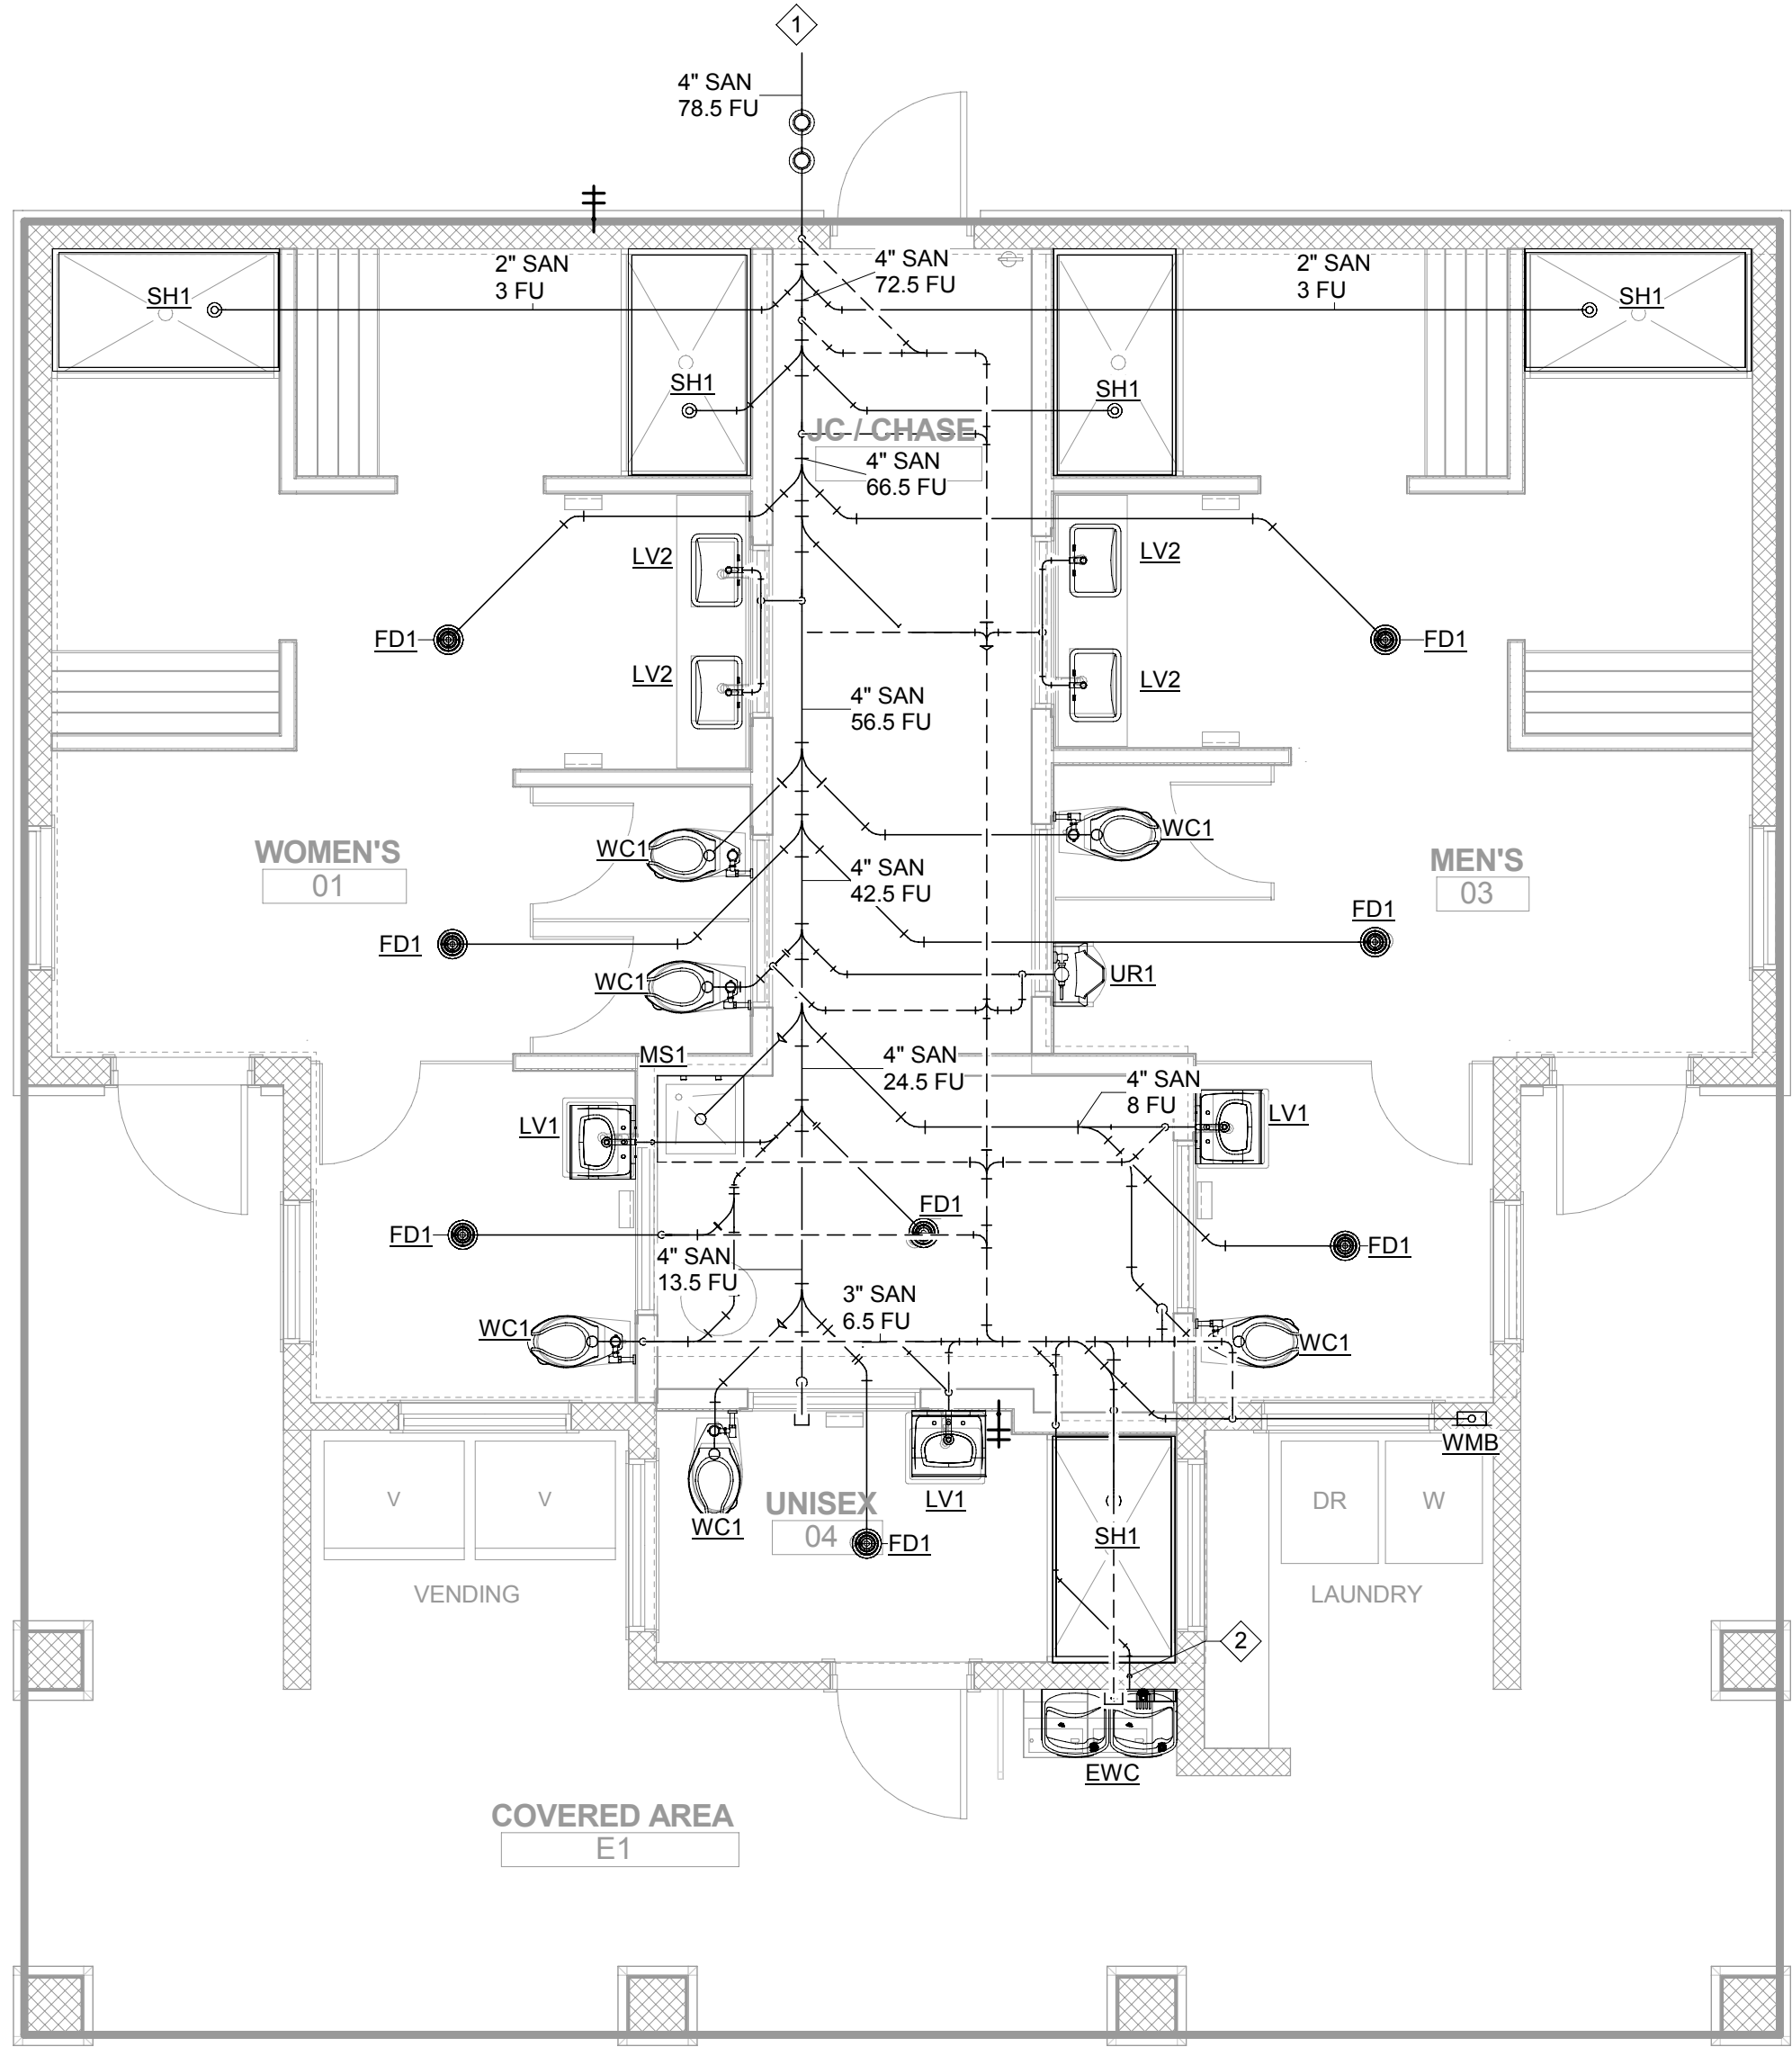 1
4" SAN
78.5 FU
2" SAN
3 FU
4" SAN
72.5 FU
2" SAN
3 FU
SH1
SH1
SH1
SH1
JC / CHASE
4" SAN
66.5 FU
LV2
LV2
FD1
FD1
LV2
LV2
4" SAN
56.5 FU
WC1
WC1
WOMEN'S
01
4" SAN
42.5 FU
MEN'S
03
FD1
FD1
WC1
UR1
MS1
4" SAN
24.5 FU
4" SAN
8 FU
LV1
LV1
FD1
FD1
FD1
4" SAN
13.5 FU
3" SAN
6.5 FU
WC1
WC1
WMB
V
V
UNISEX
04
LV1
WC1
FD1
SH1
DR
W
VENDING
LAUNDRY
2
EWC
COVERED AREA
E1